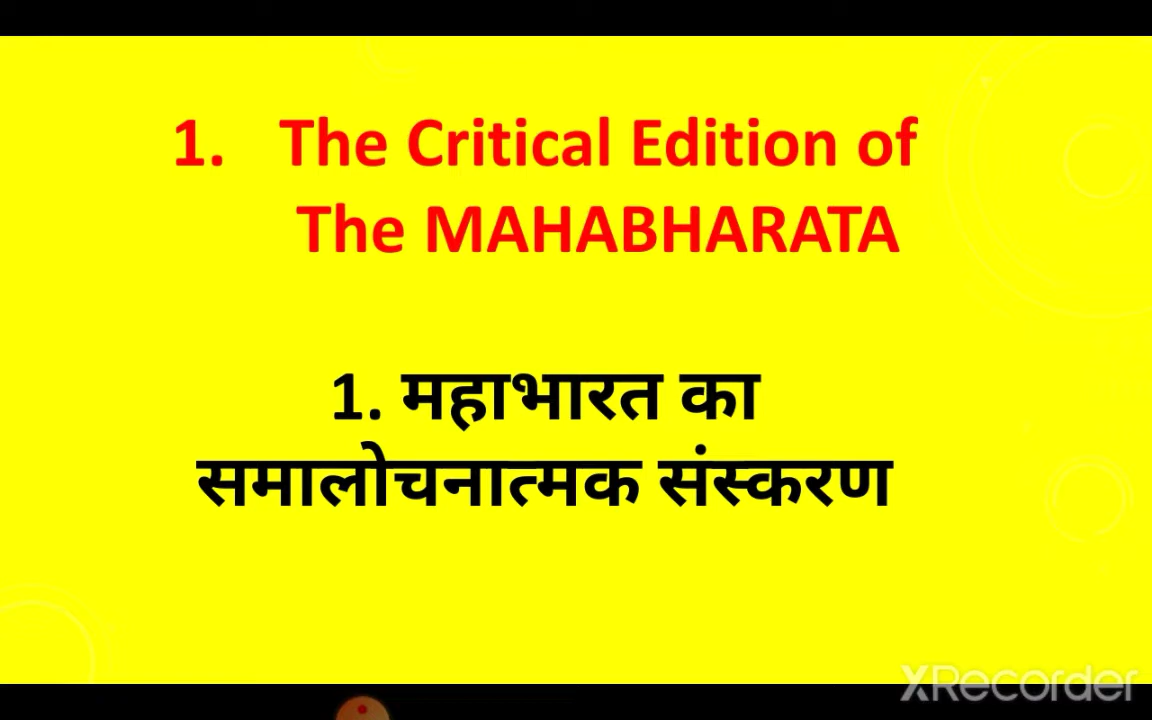 1. The Critical Edition of
The MAHABHARATA
1. महाभारत का
समालोचनात्मक संस्करण
XRecorder